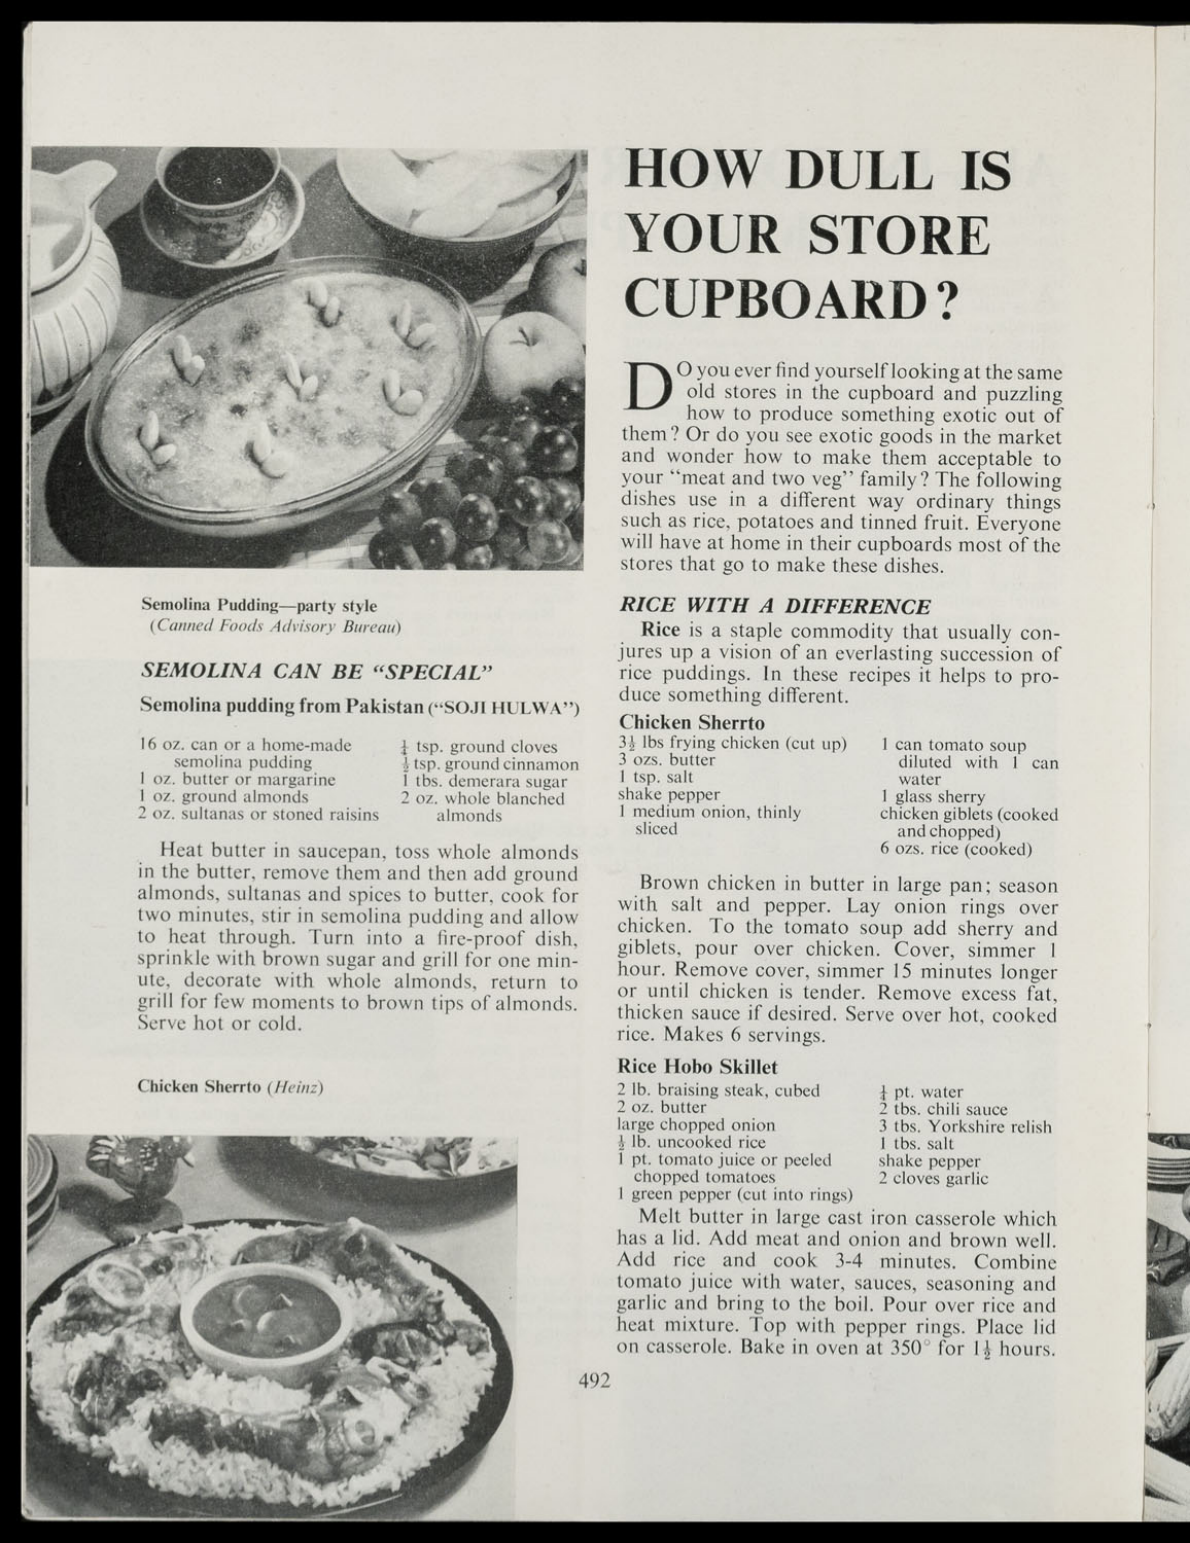 HOW DULL IS
YOUR STORE
CUPBOARD?
DO you ever find yourself looking at the same
old stores in the cupboard and puzzling
how to produce something exotic out of
them? Or do you see exotic goods in the market
and wonder how to make them acceptable to
your “meat and two veg” family? The following
dishes use in a different way ordinary things
such as rice, potatoes and tinned fruit. Everyone
will have at home in their cupboards most of the
stores that go to make these dishes.
Semolina Pudding—party style
(Canned Foods Advisory Bureau)
SEMOLINA CAN BE “SPECIAL”
Semolina pudding from Pakistan (“SOJI HULWA”)
16 oz. can or a home-made
semolina pudding
1 oz. butter or margarine
1 oz. ground almonds
2 oz. sultanas or stoned raisins
¼ tsp. ground cloves
½ tsp. ground cinnamon
1 tbs. demerara sugar
2 oz. whole blanched
almonds
Heat butter in saucepan, toss whole almonds
in the butter, remove them and then add ground
almonds, sultanas and spices to butter, cook for
two minutes, stir in semolina pudding and allow
to heat through. Turn into a fire-proof dish,
sprinkle with brown sugar and grill for one min-
ute, decorate with whole almonds, return to
grill for few moments to brown tips of almonds.
Serve hot or cold.
Chicken Sherrto (Heinz)
RICE WITH A DIFFERENCE
Rice is a staple commodity that usually con-
jures up a vision of an everlasting succession of
rice puddings. In these recipes it helps to pro-
duce something different.
Chicken Sherrto
3½ lbs frying chicken (cut up)
3 ozs. butter
1 tsp. salt
shake pepper
1 medium onion, thinly
sliced
1 can tomato soup
diluted with 1 can
water
1 glass sherry
chicken giblets (cooked
and chopped)
6 ozs. rice (cooked)
Brown chicken in butter in large pan; season
with salt and pepper. Lay onion rings over
chicken. To the tomato soup add sherry and
giblets, pour over chicken. Cover, simmer 1
hour. Remove cover, simmer 15 minutes longer
or until chicken is tender. Remove excess fat,
thicken sauce if desired. Serve over hot, cooked
rice. Makes 6 servings.
Rice Hobo Skillet
2 lb. braising steak, cubed
2 oz. butter
large chopped onion
½ lb. uncooked rice
1 pt. tomato juice or peeled
chopped tomatoes
1 green pepper (cut into rings)
¼ pt. water
2 tbs. chili sauce
3 tbs. Yorkshire relish
1 tbs. salt
shake pepper
2 cloves garlic
Melt butter in large cast iron casserole which
has a lid. Add meat and onion and brown well.
Add rice and cook 3-4 minutes. Combine
tomato juice with water, sauces, seasoning and
garlic and bring to the boil. Pour over rice and
heat mixture. Top with pepper rings. Place lid
on casserole. Bake in oven at 350° for 1½ hours.
492